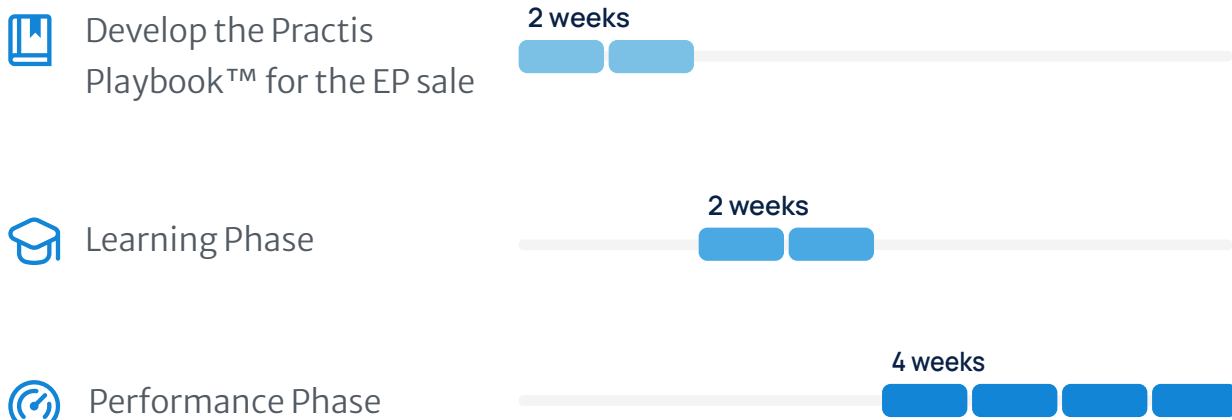 2 weeks
Develop the Practis
Playbook™ for the EP sale
2 weeks
Learning Phase
4 weeks
Performance Phase